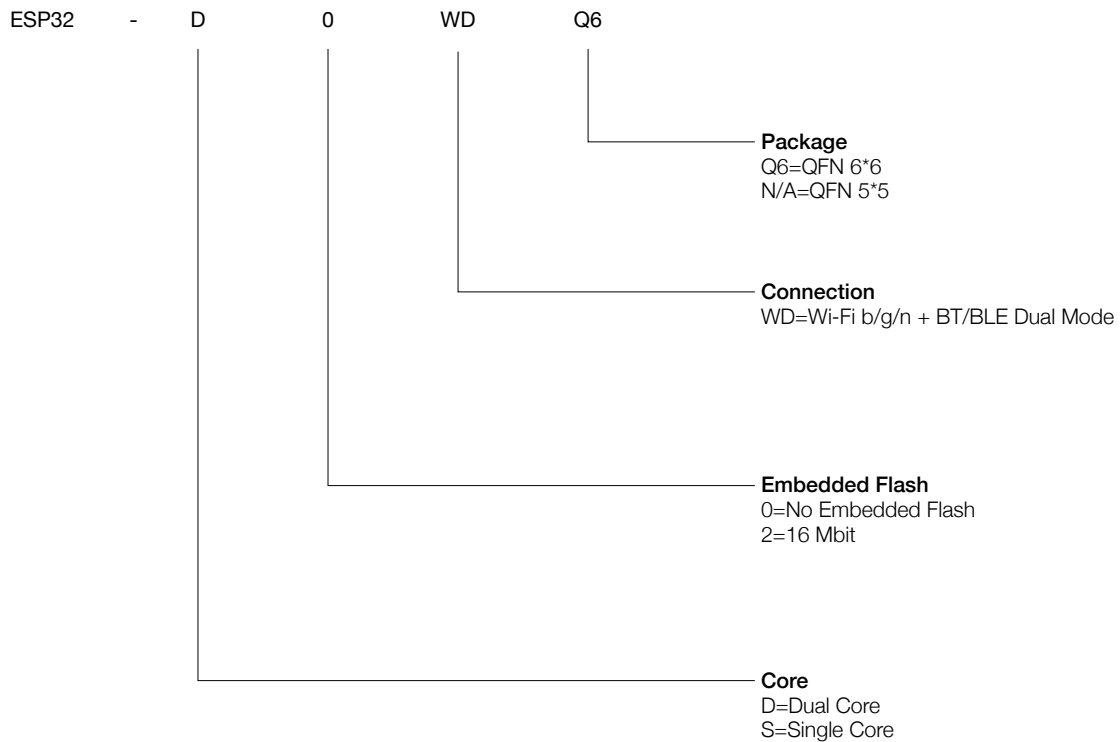 ESP32 - D 0 WD Q6
Package
Q6=QFN 6*6
N/A=QFN 5*5
Connection
WD=Wi-Fi b/g/n + BT/BLE Dual Mode
Embedded Flash
0=No Embedded Flash
2=16 Mbit
Core
D=Dual Core
S=Single Core